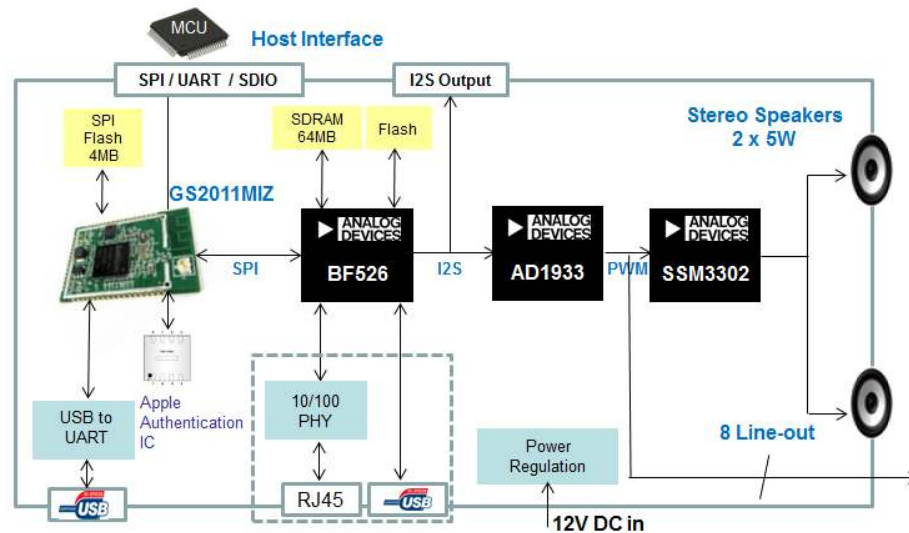 MCU
Host Interface
SPI / UART / SDIO
I2S Output
SPI
Flash
4MB
SDRAM
64MB
Flash
Stereo Speakers
2 x 5W
GS2011MIZ
ANALOG
DEVICES
BF526
ANALOG
DEVICES
AD1933
ANALOG
DEVICES
SSM3302
SPI
I2S
PWM
USB to
UART
Apple
Authentication
IC
10/100
PHY
Power
Regulation
8 Line-out
USB
RJ45
USB
12V DC in